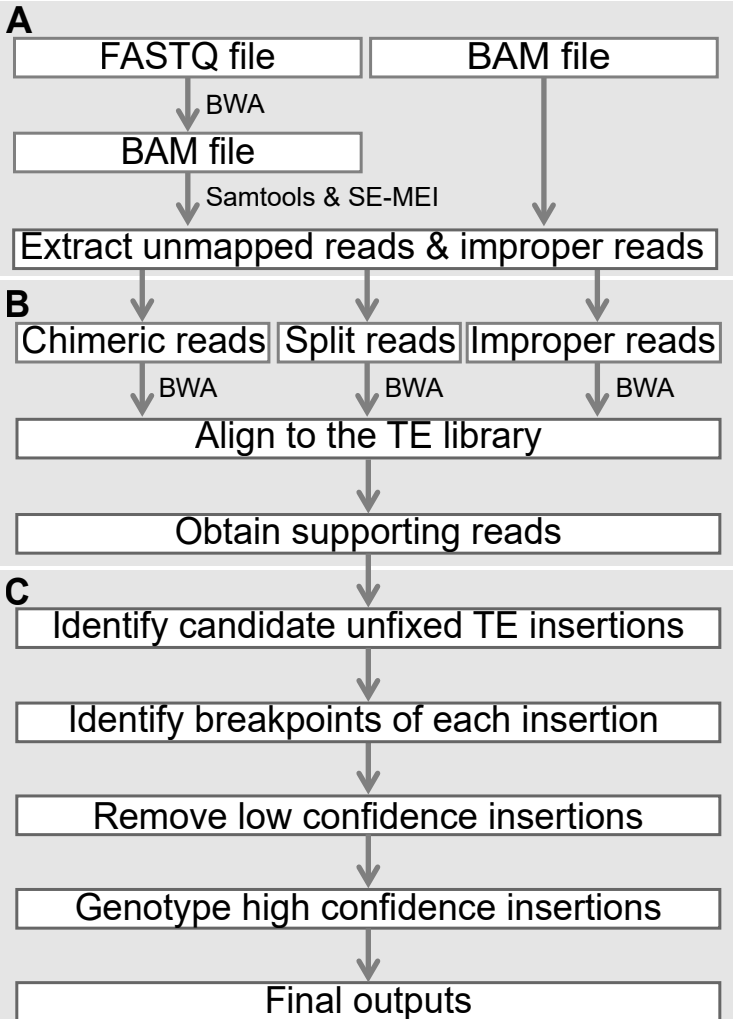 A
FASTQ file
BAM file
BWA
BAM file
Samtools & SE-MEI
Extract unmapped reads & improper reads
B
Chimeric reads
Split reads
Improper reads
BWA
BWA
BWA
Align to the TE library
Obtain supporting reads
C
Identify candidate unfixed TE insertions
Identify breakpoints of each insertion
Remove low confidence insertions
Genotype high confidence insertions
Final outputs